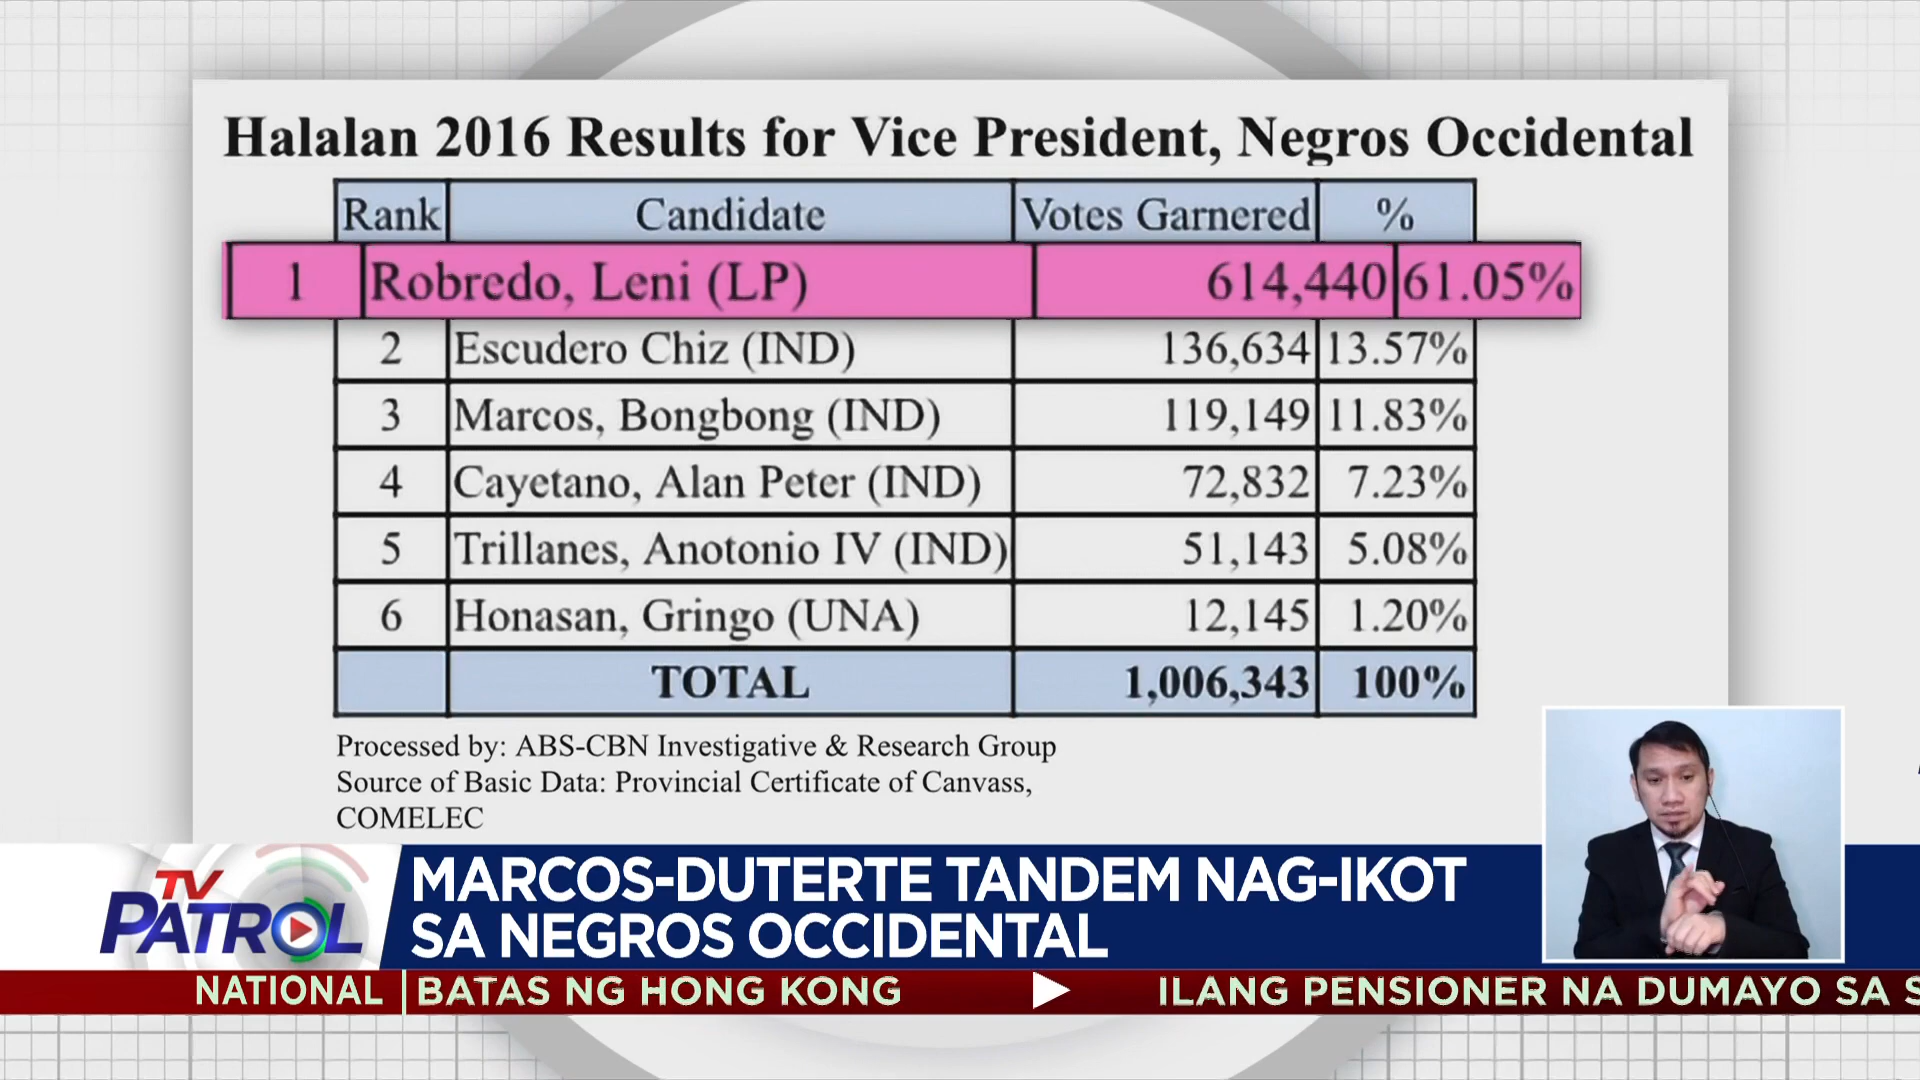 Halalan 2016 Results for Vice President, Negros Occidental
Rank Candidate Votes Garnered %
1 Robredo, Leni (LP) 614,440 61.05%
2 Escudero Chiz (IND) 136,634 13.57%
3 Marcos, Bongbong (IND) 119,149 11.83%
4 Cayetano, Alan Peter (IND) 72,832 7.23%
5 Trillanes, Anotonio IV (IND) 51,143 5.08%
6 Honasan, Gringo (UNA) 12,145 1.20%
TOTAL 1,006,343 100%
Processed by: ABS-CBN Investigative & Research Group
Source of Basic Data: Provincial Certificate of Canvass,
COMELEC
TV
PATROL
MARCOS-DUTERTE TANDEM NAG-IKOT
SA NEGROS OCCIDENTAL
NATIONAL BATAS NG HONG KONG ILANG PENSIONER NA DUMAYO SA S